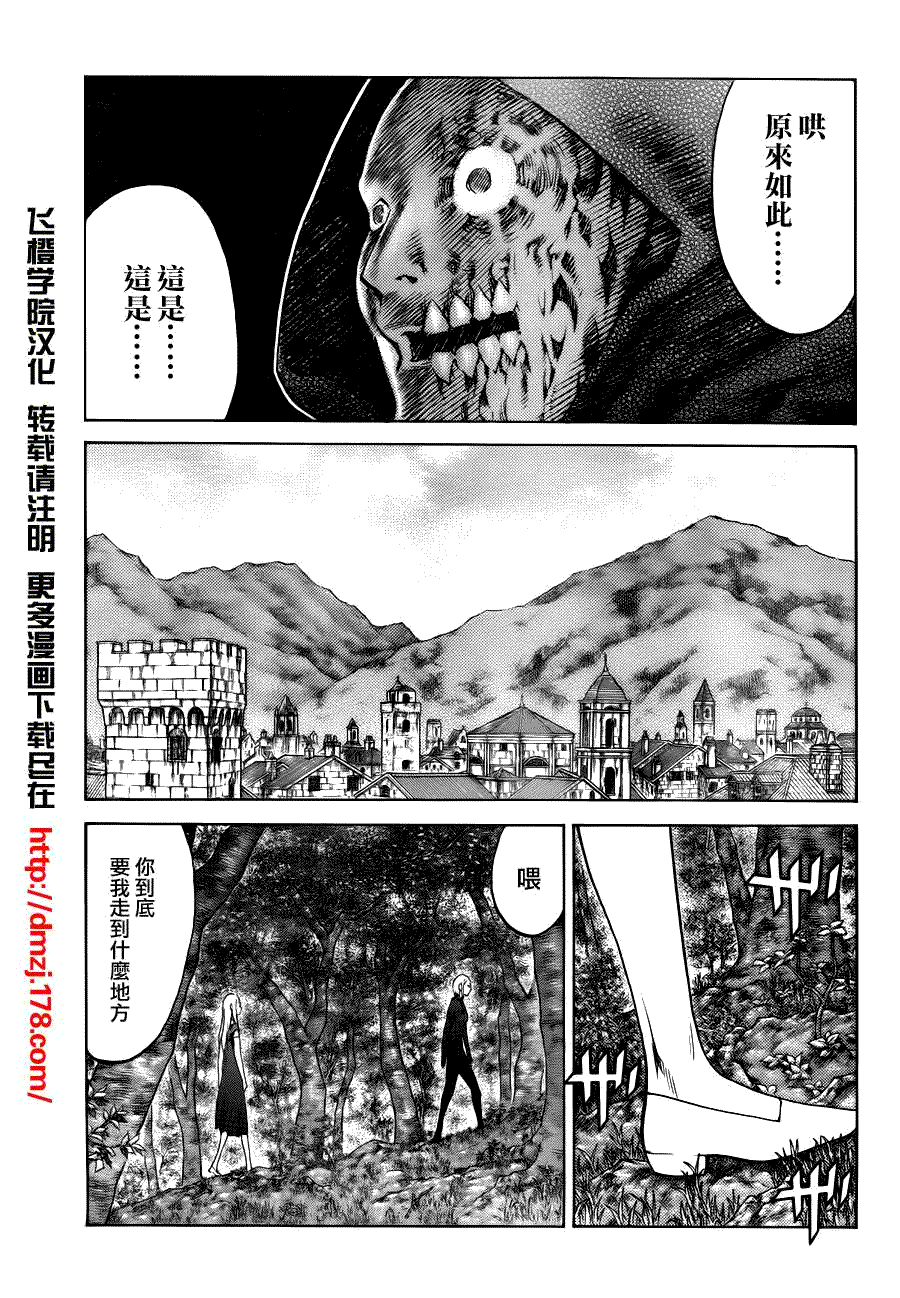 哄
原來如此……
這是……
這是……
喂
你到底
要我走到什麼地方
飞橙学院汉化 转载请注明 更多漫画下载尽在 http://dmzj.178.com/